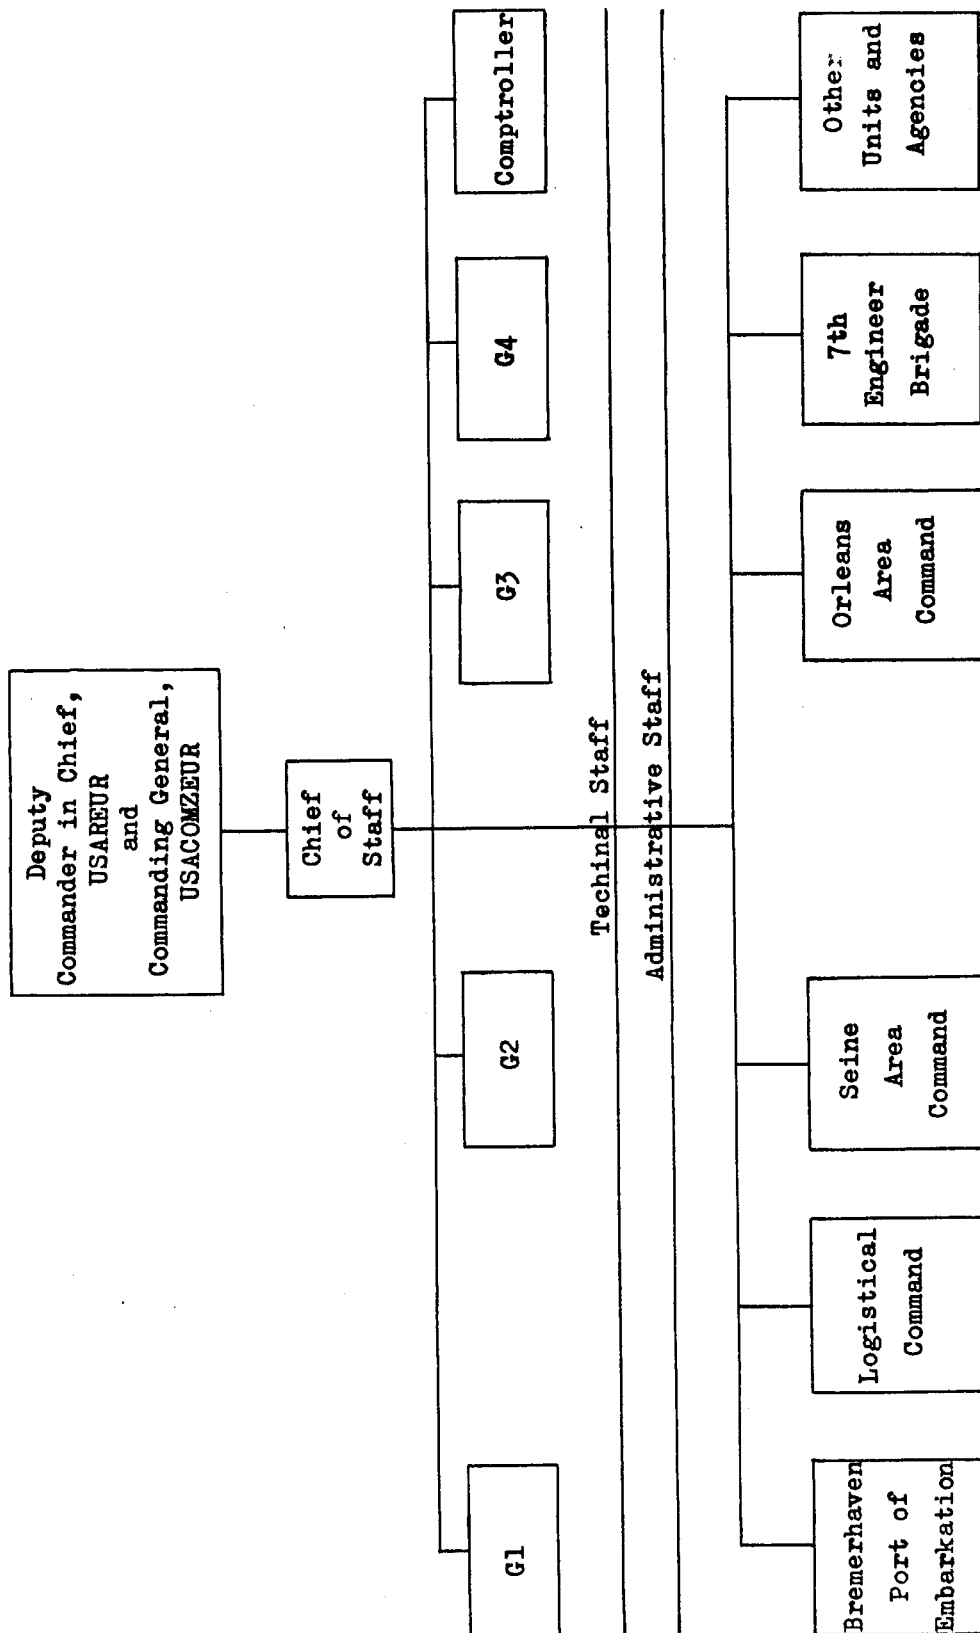 Deputy
Commander in Chief,
USAREUR
and
Commanding General,
USACOMZEUR
Chief
of
Staff
G1
G2
G3
G4
Comptroller
Techinal Staff
Administrative Staff
Bremerhaven
Port of
Embarkation
Logistical
Command
Seine
Area
Command
Orleans
Area
Command
7th
Engineer
Brigade
Other
Units and
Agencies